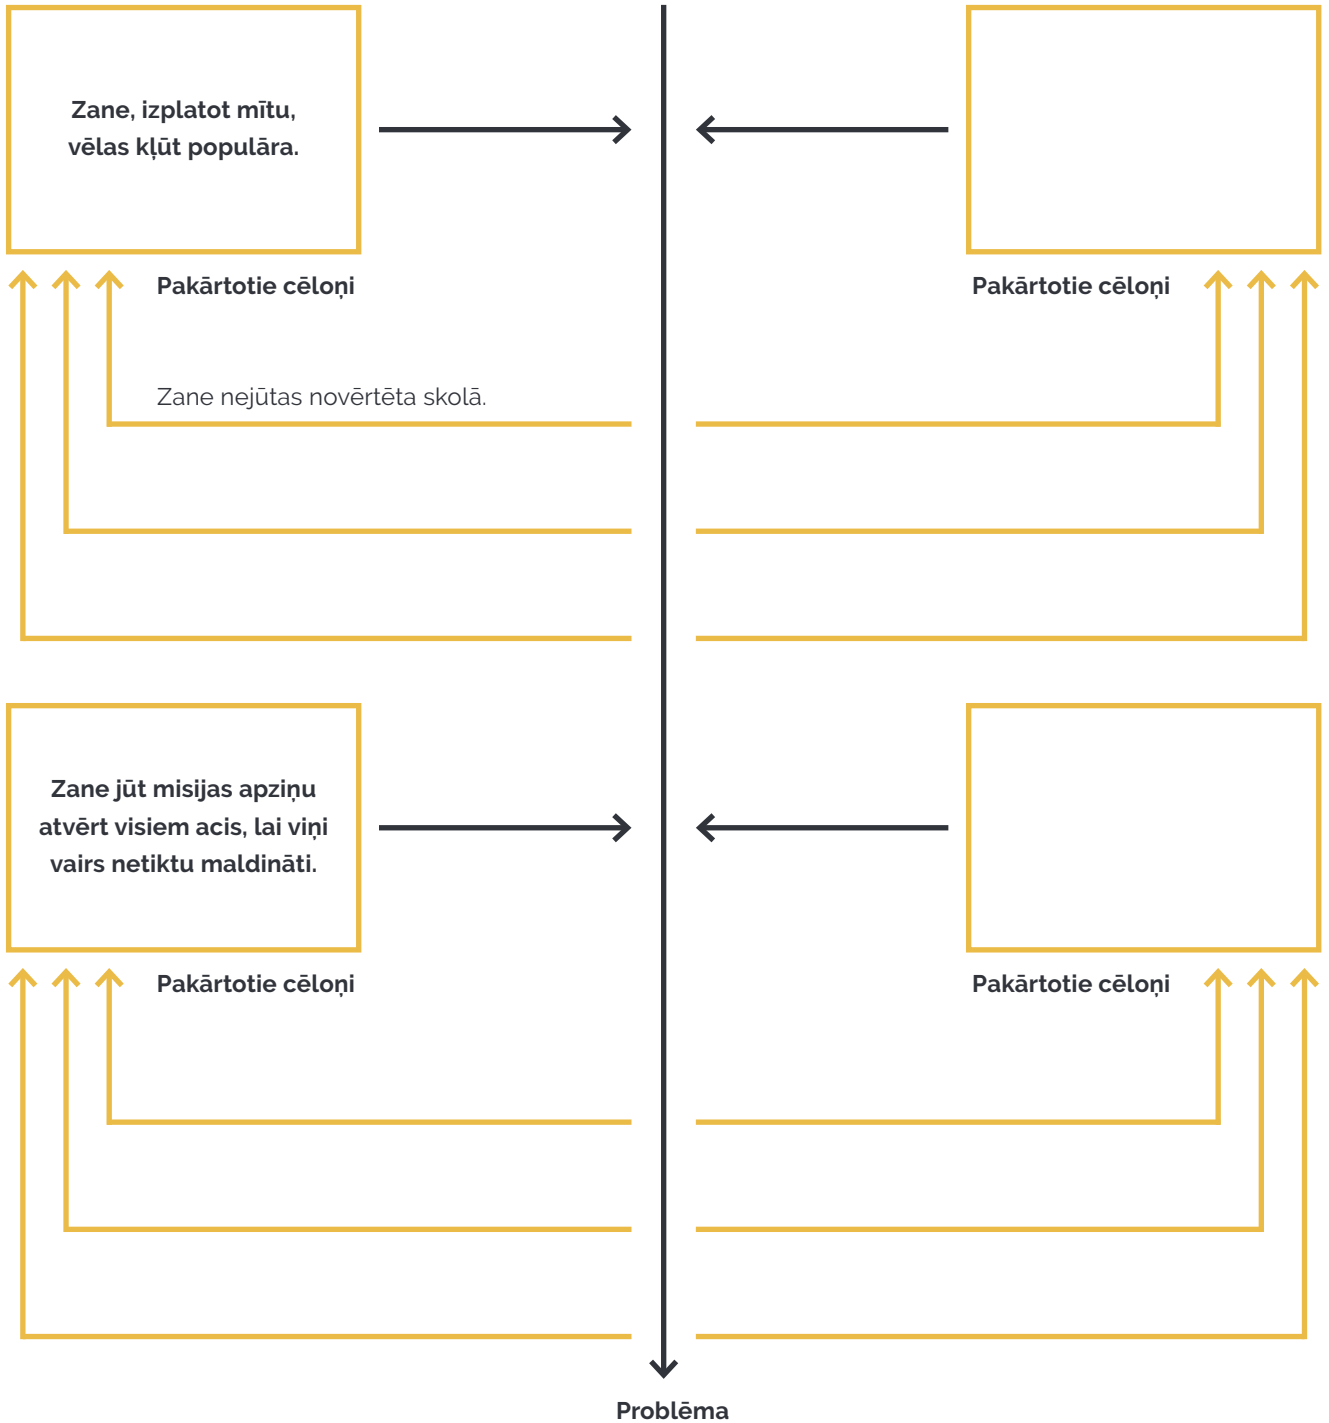 Zane, izplatot mītu,
vēlas kļūt populāra.
Pakārtotie cēloņi
Pakārtotie cēloņi
Zane nejūtas novērtēta skolā.
Zane jūt misijas apziņu
atvērt visiem acis, lai viņi
vairs netiktu maldināti.
Pakārtotie cēloņi
Pakārtotie cēloņi
Problēma